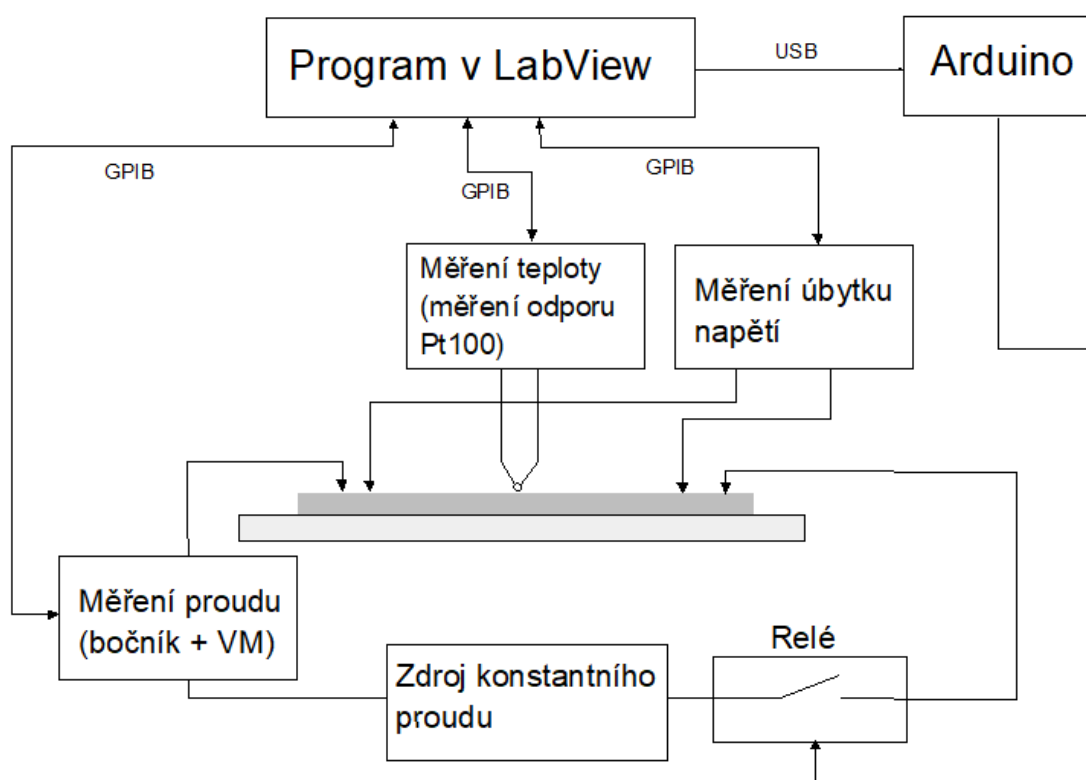 Program v LabView
USB
Arduino
GPIB
GPIB
GPIB
Měření teploty
(měření odporu
Pt100)
Měření úbytku
napětí
Měření proudu
(bočník + VM)
Zdroj konstantního
proudu
Relé